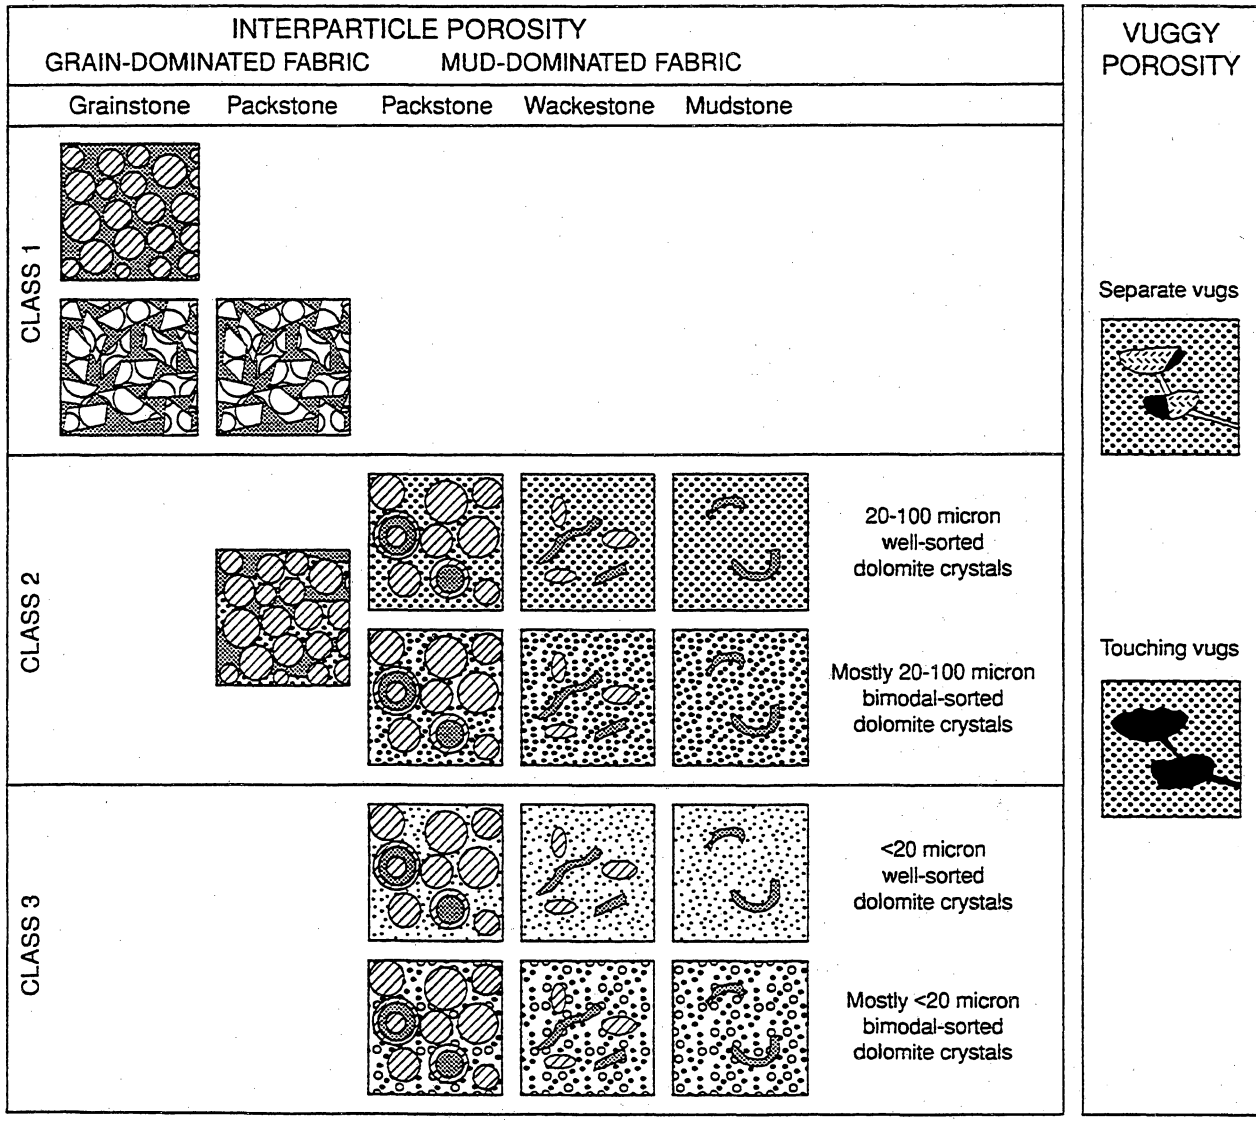 INTERPARTICLE POROSITY
GRAIN-DOMINATED FABRIC MUD-DOMINATED FABRIC
Grainstone Packstone Packstone Wackestone Mudstone
CLASS 1
CLASS 2
20-100 micron
well-sorted
dolomite crystals
Mostly 20-100 micron
bimodal-sorted
dolomite crystals
CLASS 3
<20 micron
well-sorted
dolomite crystals
Mostly <20 micron
bimodal-sorted
dolomite crystals
VUGGY
POROSITY
Separate vugs
Touching vugs